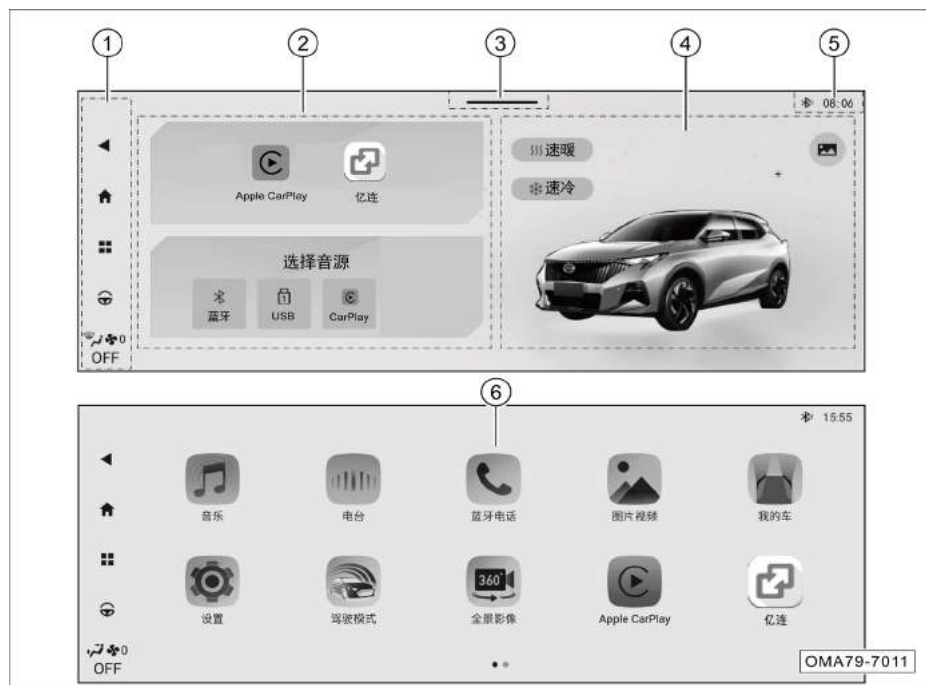 ① ② ③ ④ ⑤
08:06
速暖
速冷
Apple CarPlay 亿连
选择音源
蓝牙 USB CarPlay
0
OFF
⑥
15:55
音乐 电台 蓝牙电话 图片视频 我的车
360°
设置 驾驶模式 全景影像 Apple CarPlay 亿连
0
OFF
OMA79-7011